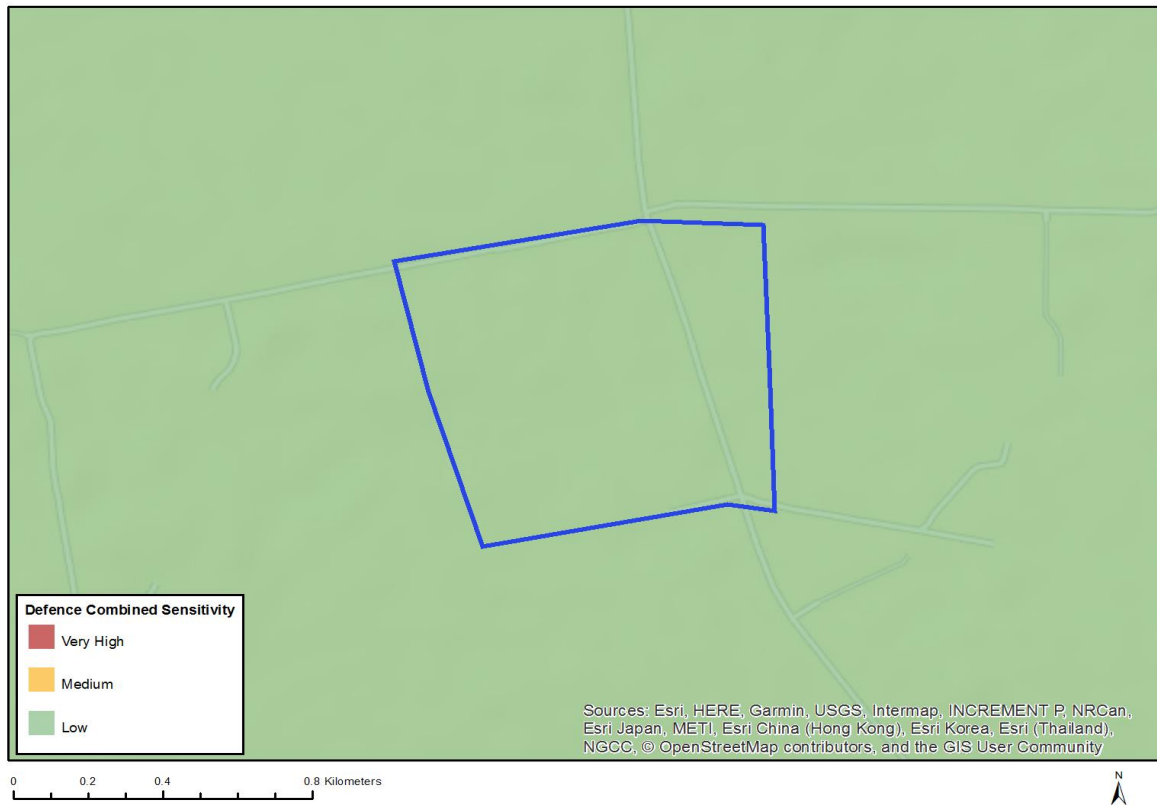 Defence Combined Sensitivity
Very High
Medium
Low
Sources: Esri, HERE, Garmin, USGS, Intermap, INCREMENT P, NRCan,
Esri Japan, METI, Esri China (Hong Kong), Esri Korea, Esri (Thailand),
NGCC, © OpenStreetMap contributors, and the GIS User Community
0 0.2 0.4 0.8 Kilometers
N